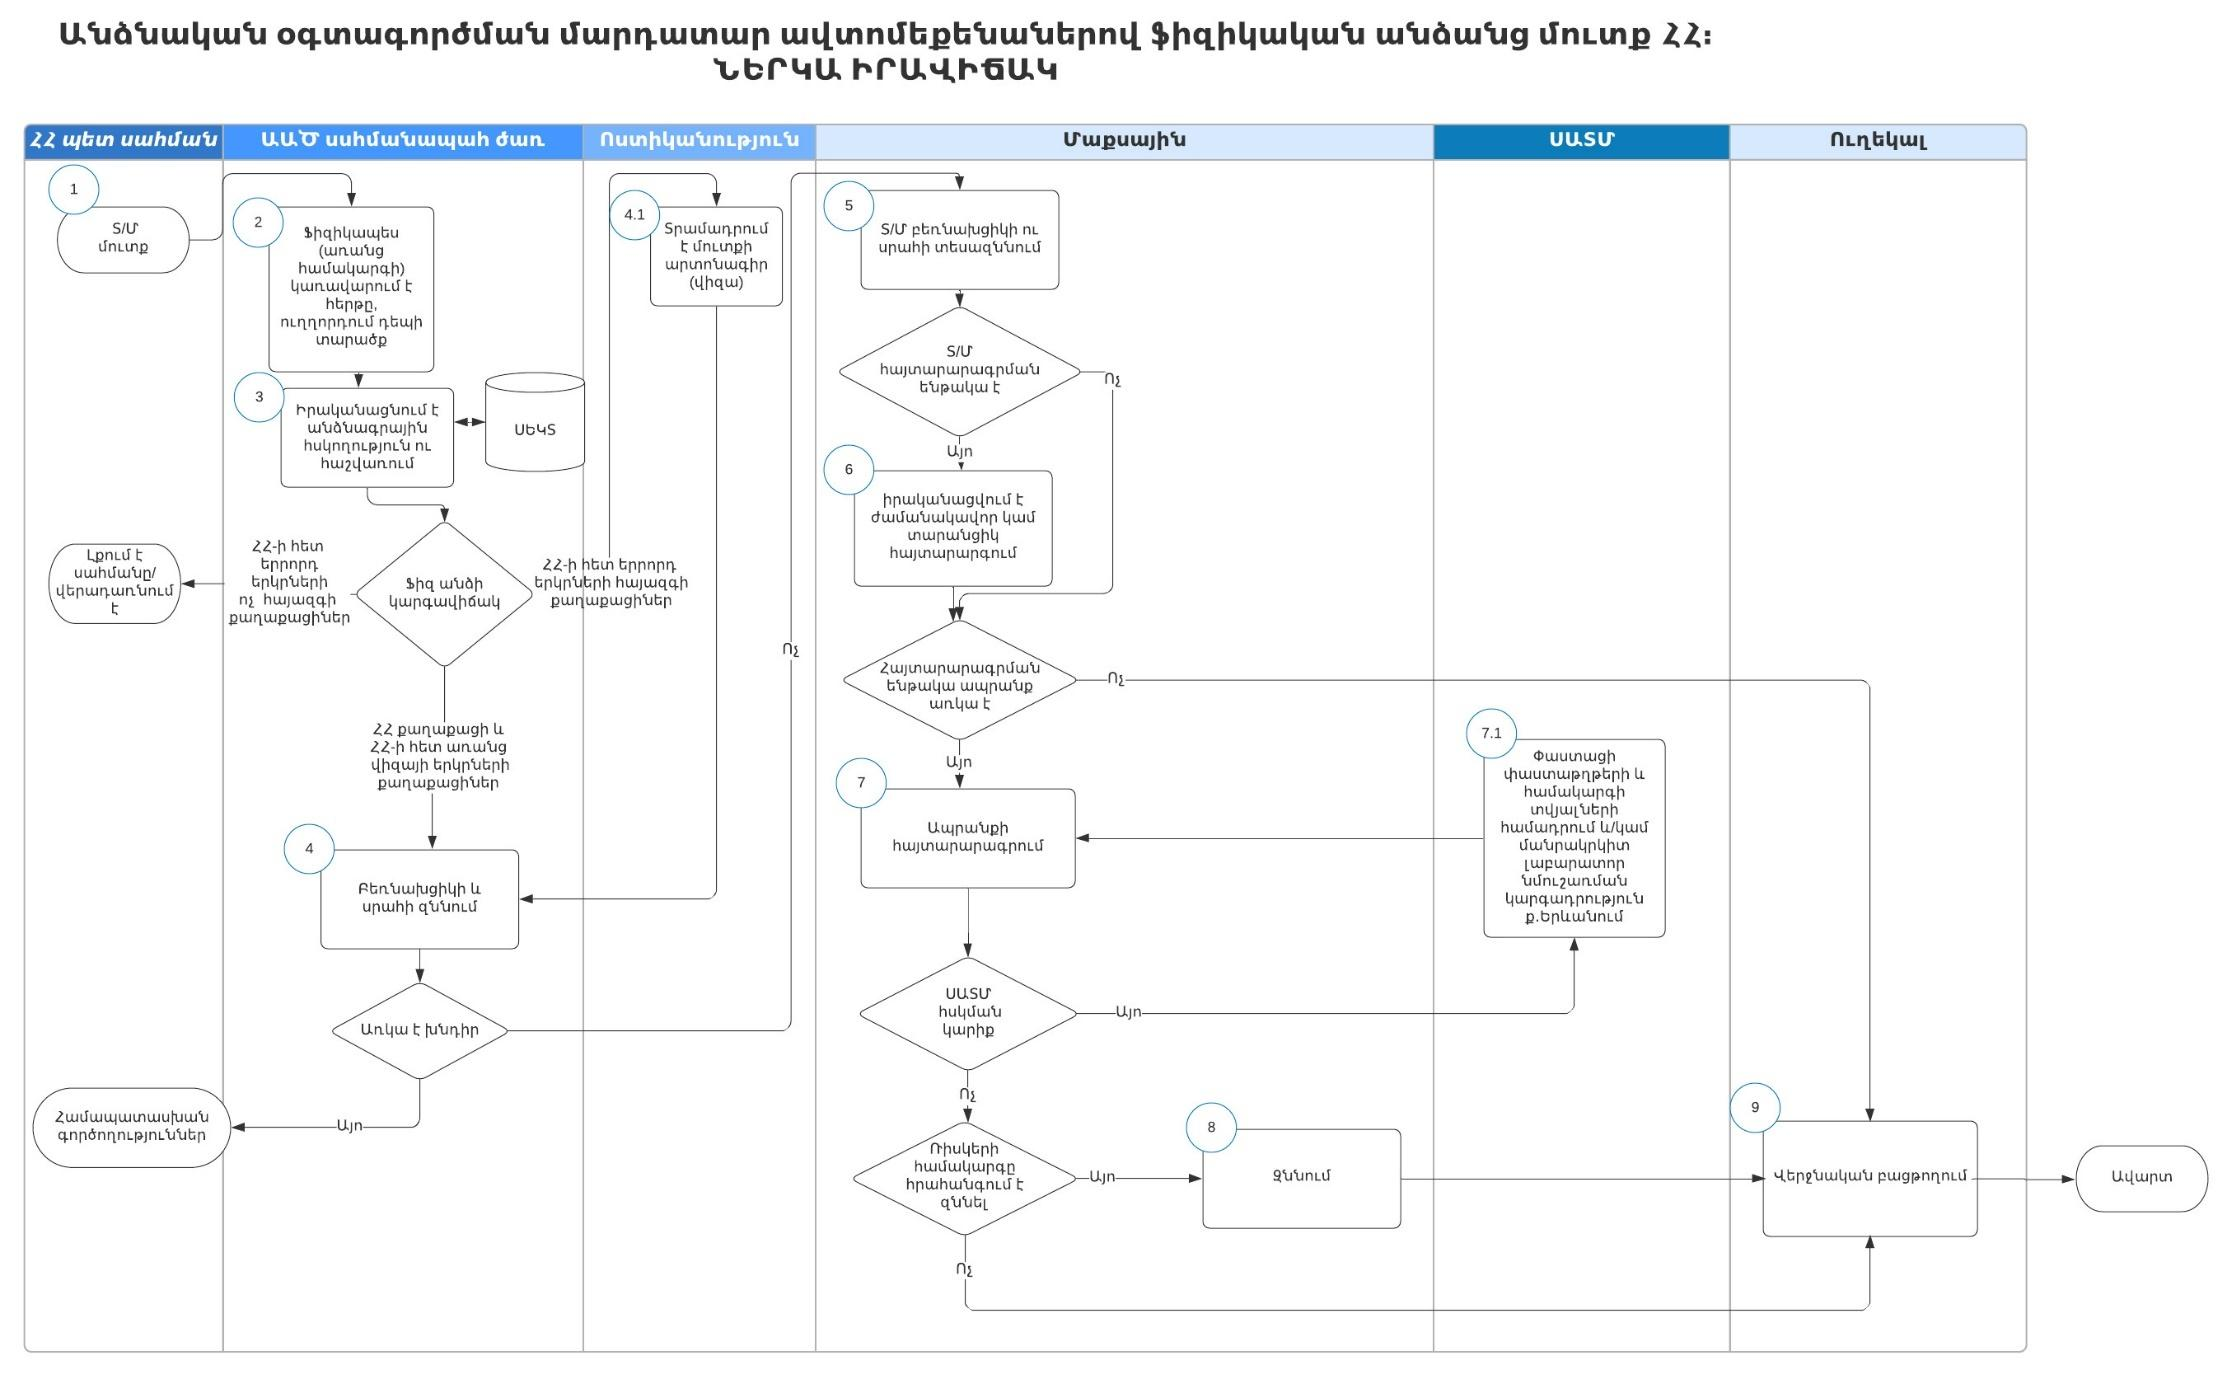 Անձնական օգտագործման մարդատար ավտոմեքենաներով ֆիզիկական անձանց մուտք ՀՀ։
ՆԵՐԿԱ ԻՐԱՎԻՃԱԿ
ՀՀ պետ սահման
ԱԱԾ սսհմանապահ ժառ
Ոստիկանություն
Մաքսային
ՍԱՏՄ
Ուղեկալ
1
Տ/Մ
մուտք
2
Ֆիզիկապես
(առանց
համակարգի)
կառավարում է
հերթը,
ուղղորդում դեպի
տարածք
3
Իրականացնում է
անձնագրային
հսկողություն ու
հաշվառում
ՍԵԿՏ
Ֆիզ անձի
կարգավիճակ
ՀՀ-ի հետ
երրորդ
երկրների
ոչ  հայազգի
քաղաքացիներ
Լքում է
սահմանը/
վերադառնում
է
ՀՀ-ի հետ երրորդ
երկրների հայազգի
քաղաքացիներ
4.1
Տրամադրում
է մուտքի
արտոնագիր
(վիզա)
ՀՀ քաղաքացի և
ՀՀ-ի հետ առանց
վիզայի երկրների
քաղաքացիներ
4
Բեռնախցիկի և
սրահի զննում
Առկա է խնդիր
Այո
Համապատասխան
գործողություններ
Ոչ
5
Տ/Մ բեռնախցիկի ու
սրահի տեսազննում
Տ/Մ
հայտարարագրման
ենթակա է
Ոչ
Այո
6
իրականացվում է
ժամանակավոր կամ
տարանցիկ
հայտարարգում
Հայտարարագրման
ենթակա ապրանք
առկա է
Ոչ
Այո
7
Ապրանքի
հայտարարագրում
7.1
Փաստացի
փաստաթղթերի և
համակարգի
տվյալների
համադրում և/կամ
մանրակրկիտ
լաբարատոր
նմուշառման
կարգադրություն
ք.Երևանում
ՍԱՏՄ
հսկման
կարիք
Այո
Ոչ
Ռիսկերի
համակարգը
հրահանգում է
զննել
Այո
8
Զննում
Ոչ
9
Վերջնական բացթողում
Ավարտ